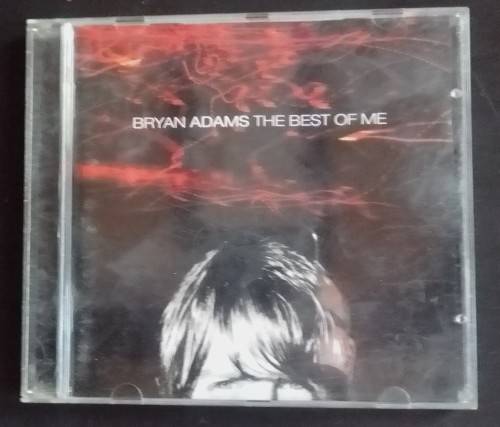 BRYAN ADAMS THE BEST OF ME